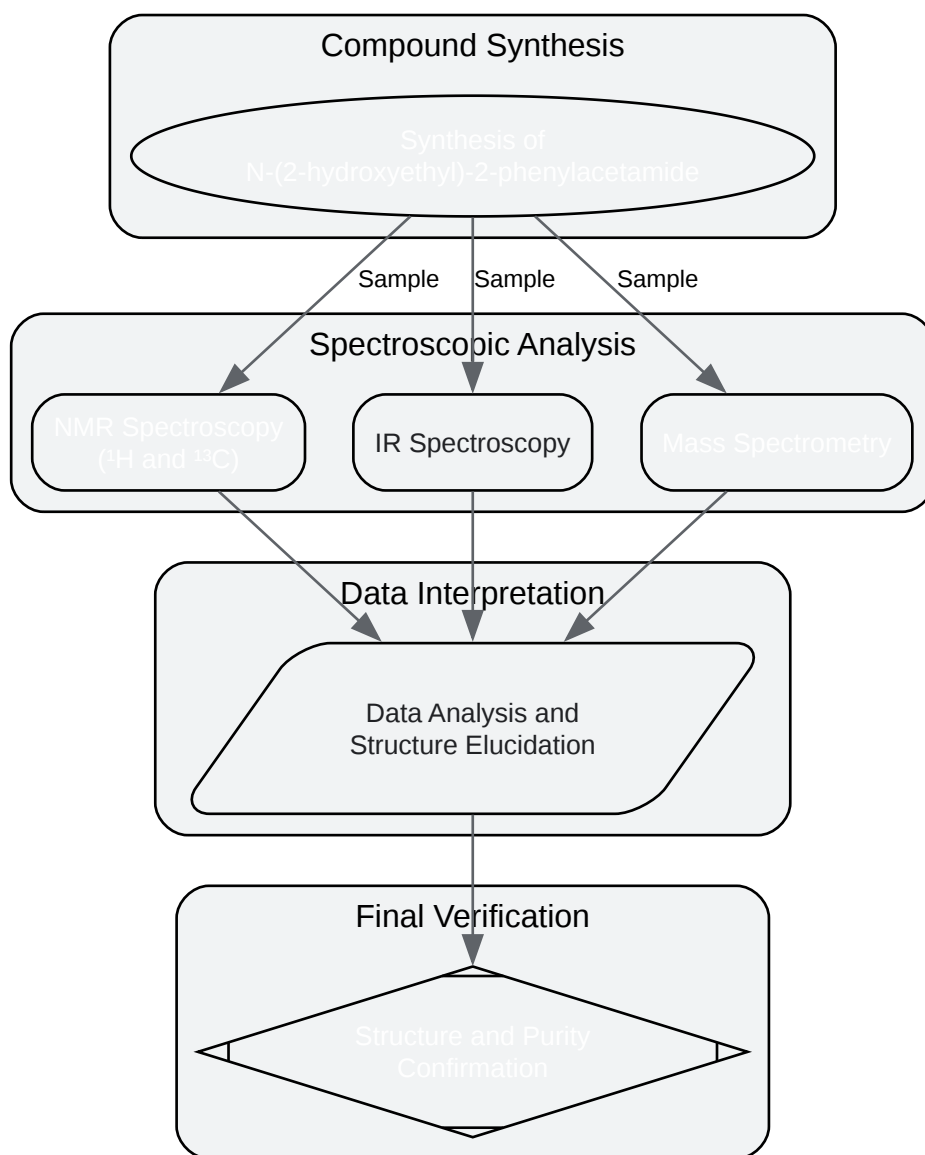 Compound Synthesis
Synthesis of
N-(2-hydroxyethyl)-2-phenylacetamide
Sample
Sample
Sample
Spectroscopic Analysis
NMR Spectroscopy
(¹H and ¹³C)
IR Spectroscopy
Mass Spectrometry
Data Interpretation
Data Analysis and
Structure Elucidation
Final Verification
Structure and Purity
Confirmation